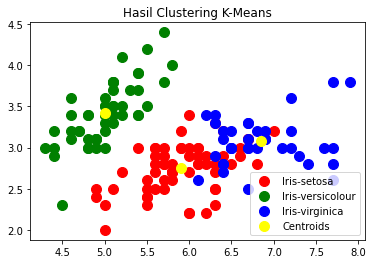 Hasil Clustering K-Means
4.5
4.0
3.5
3.0
2.5
2.0
Iris-setosa
Iris-versicolour
Iris-virginica
Centroids
4.5 5.0 5.5 6.0 6.5 7.0 7.5 8.0